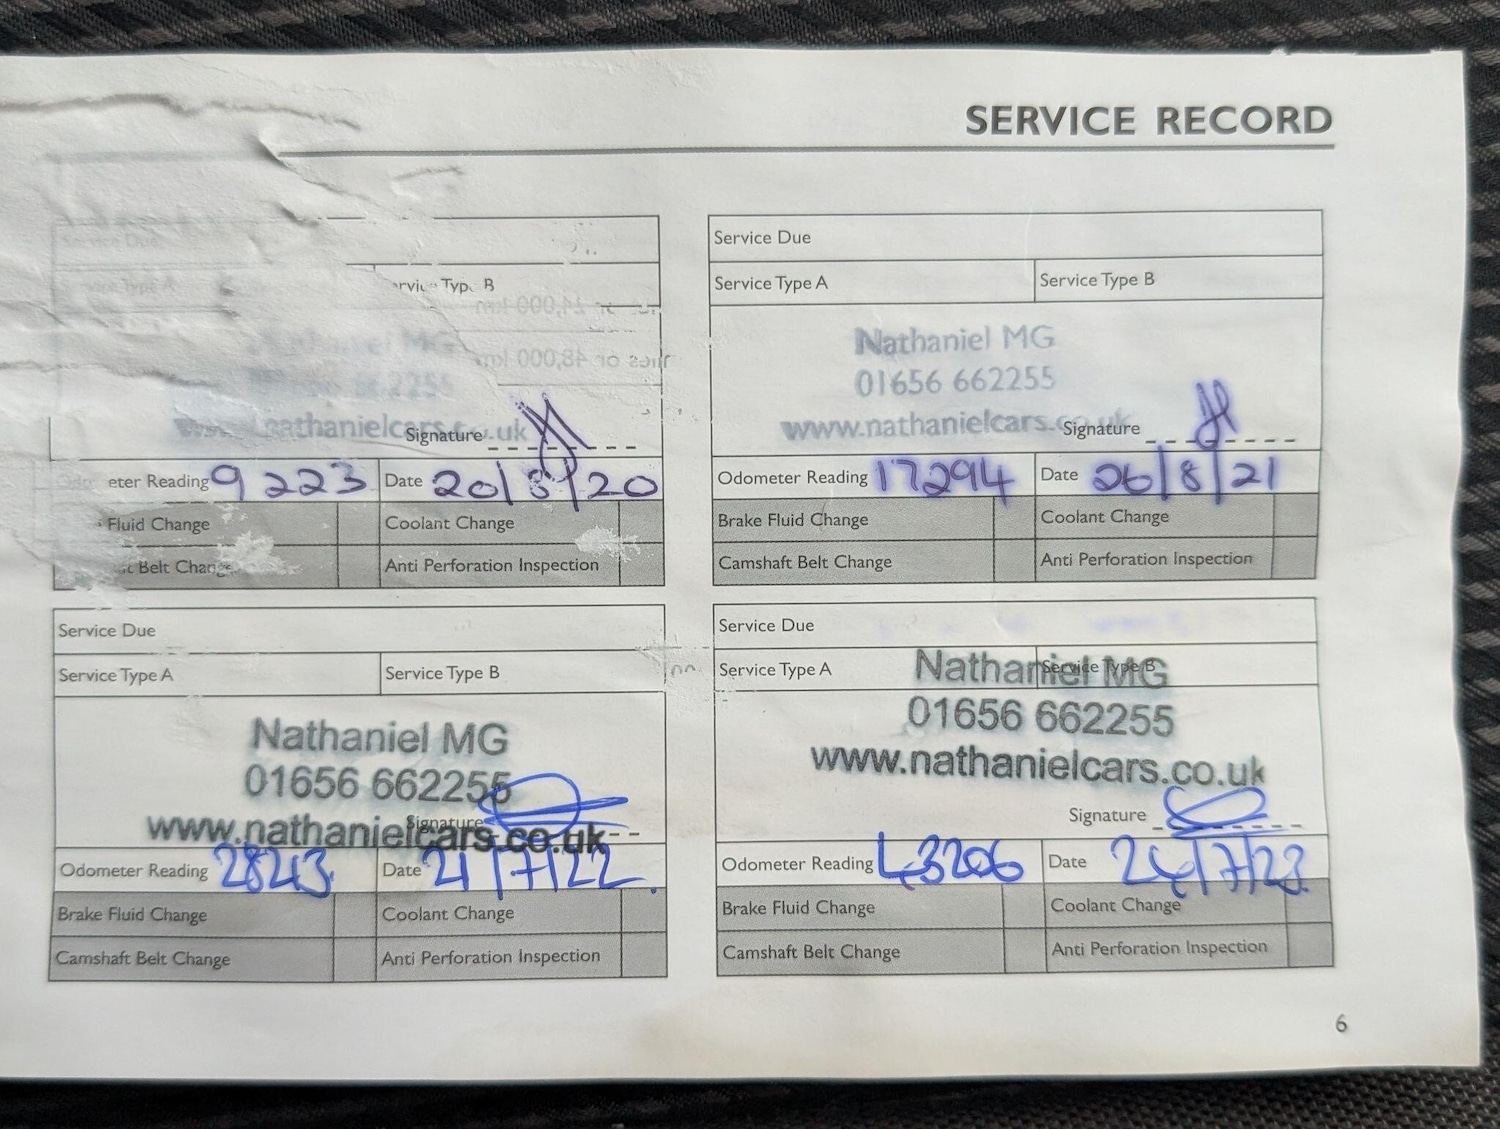 SERVICE RECORD
Service Due
Service Type A
Type B
Nathaniel MG
662255
www.nathanielcars.co.uk
Signature
eter Reading 9223 Date 20/8/20
Fluid Change Coolant Change
Belt Change Anti Perforation Inspection
Service Due
Service Type A Service Type B
Nathaniel MG
01656 662255
www.nathanielcars.co.uk
Signature
Odometer Reading 17294 Date 26/8/21
Brake Fluid Change Coolant Change
Camshaft Belt Change Anti Perforation Inspection
Service Due
Service Type A Service Type B
Nathaniel MG
01656 662255
www.nathanielcars.co.uk
Signature
Odometer Reading 28213 Date 21/7/22
Brake Fluid Change Coolant Change
Camshaft Belt Change Anti Perforation Inspection
Service Due
Service Type A Service Type B
Nathaniel MG
01656 662255
www.nathanielcars.co.uk
Signature
Odometer Reading 43206 Date 24/7/23
Brake Fluid Change Coolant Change
Camshaft Belt Change Anti Perforation Inspection
6